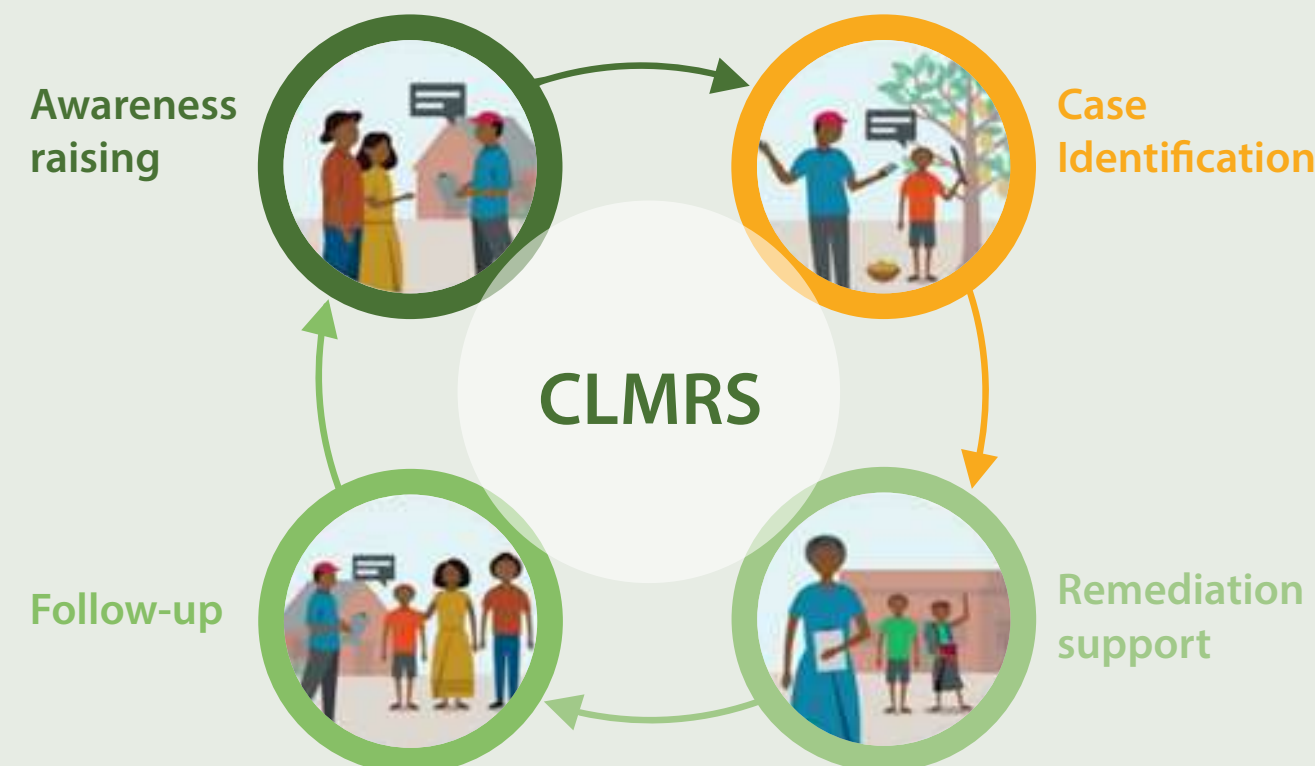 Awareness
raising
Case
Identification
CLMRS
Follow-up
Remediation
support